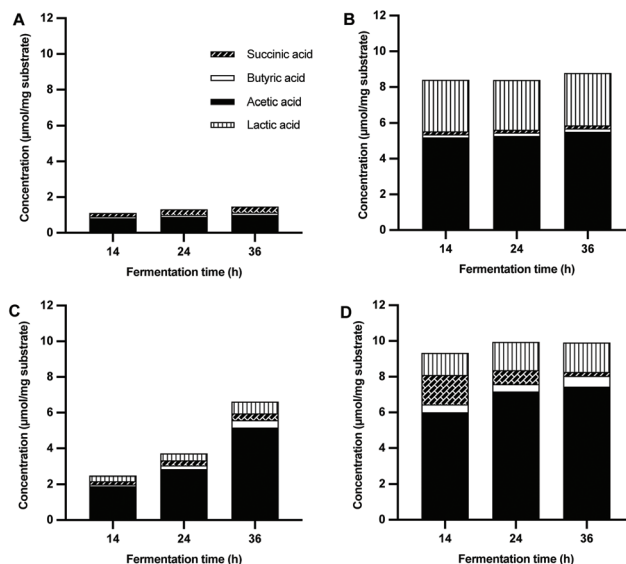 A
Concentration (µmol/mg substrate)
12
10
8
6
4
2
0
Succinic acid
Butyric acid
Acetic acid
Lactic acid
14 24 36
Fermentation time (h)
B
Concentration (µmol/mg substrate)
12
10
8
6
4
2
0
14 24 36
Fermentation time (h)
C
Concentration (µmol/mg substrate)
12
10
8
6
4
2
0
14 24 36
Fermentation time (h)
D
Concentration (µmol/mg substrate)
12
10
8
6
4
2
0
14 24 36
Fermentation time (h)